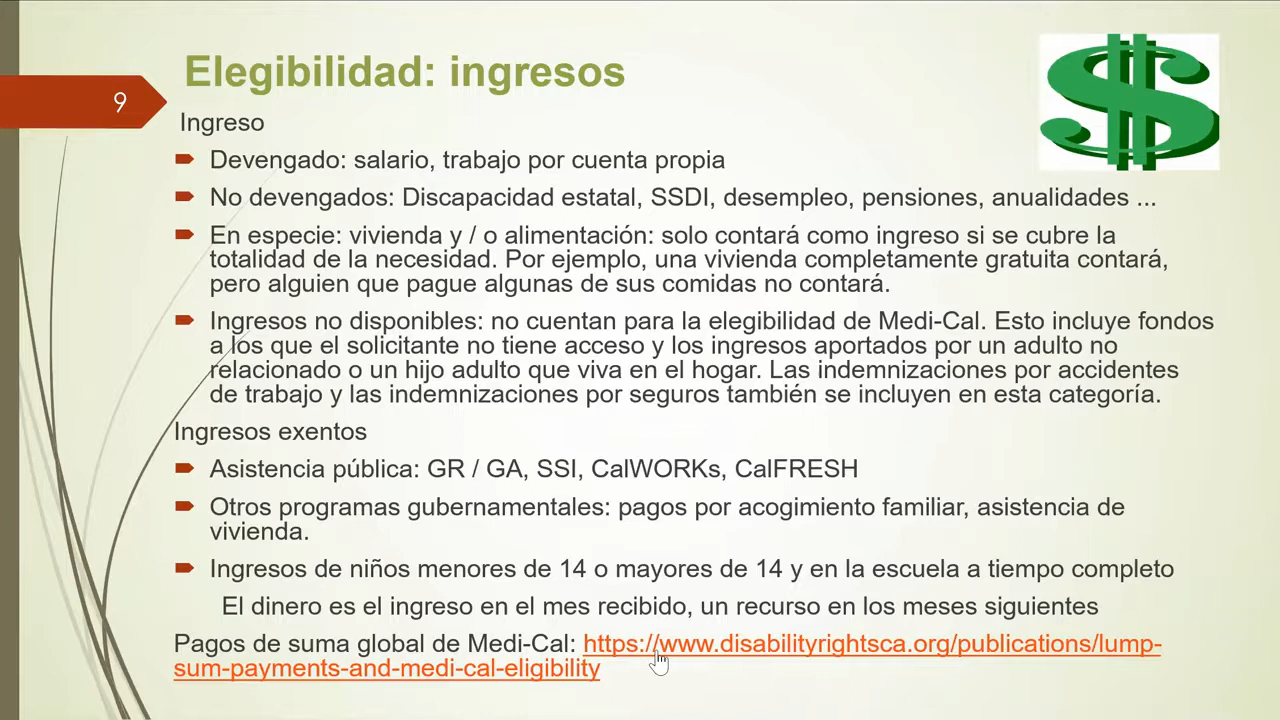 Elegibilidad: ingresos
9
Ingreso
Devengado: salario, trabajo por cuenta propia
No devengados: Discapacidad estatal, SSDI, desempleo, pensiones, anualidades ...
En especie: vivienda y / o alimentación: solo contará como ingreso si se cubre la
totalidad de la necesidad. Por ejemplo, una vivienda completamente gratuita contará,
pero alguien que pague algunas de sus comidas no contará.
Ingresos no disponibles: no cuentan para la elegibilidad de Medi-Cal. Esto incluye fondos
a los que el solicitante no tiene acceso y los ingresos aportados por un adulto no
relacionado o un hijo adulto que viva en el hogar. Las indemnizaciones por accidentes
de trabajo y las indemnizaciones por seguros también se incluyen en esta categoría.
Ingresos exentos
Asistencia pública: GR / GA, SSI, CalWORKs, CalFRESH
Otros programas gubernamentales: pagos por acogimiento familiar, asistencia de
vivienda.
Ingresos de niños menores de 14 o mayores de 14 y en la escuela a tiempo completo
El dinero es el ingreso en el mes recibido, un recurso en los meses siguientes
Pagos de suma global de Medi-Cal: https://www.disabilityrightsca.org/publications/lump-
sum-payments-and-medi-cal-eligibility